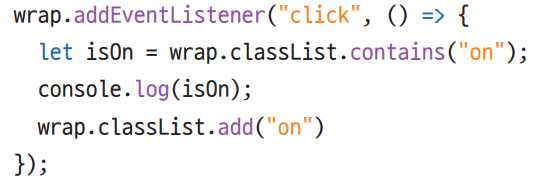 wrap.addEventListener("click", () => {
  let isOn = wrap.classList.contains("on");
  console.log(isOn);
  wrap.classList.add("on")
});